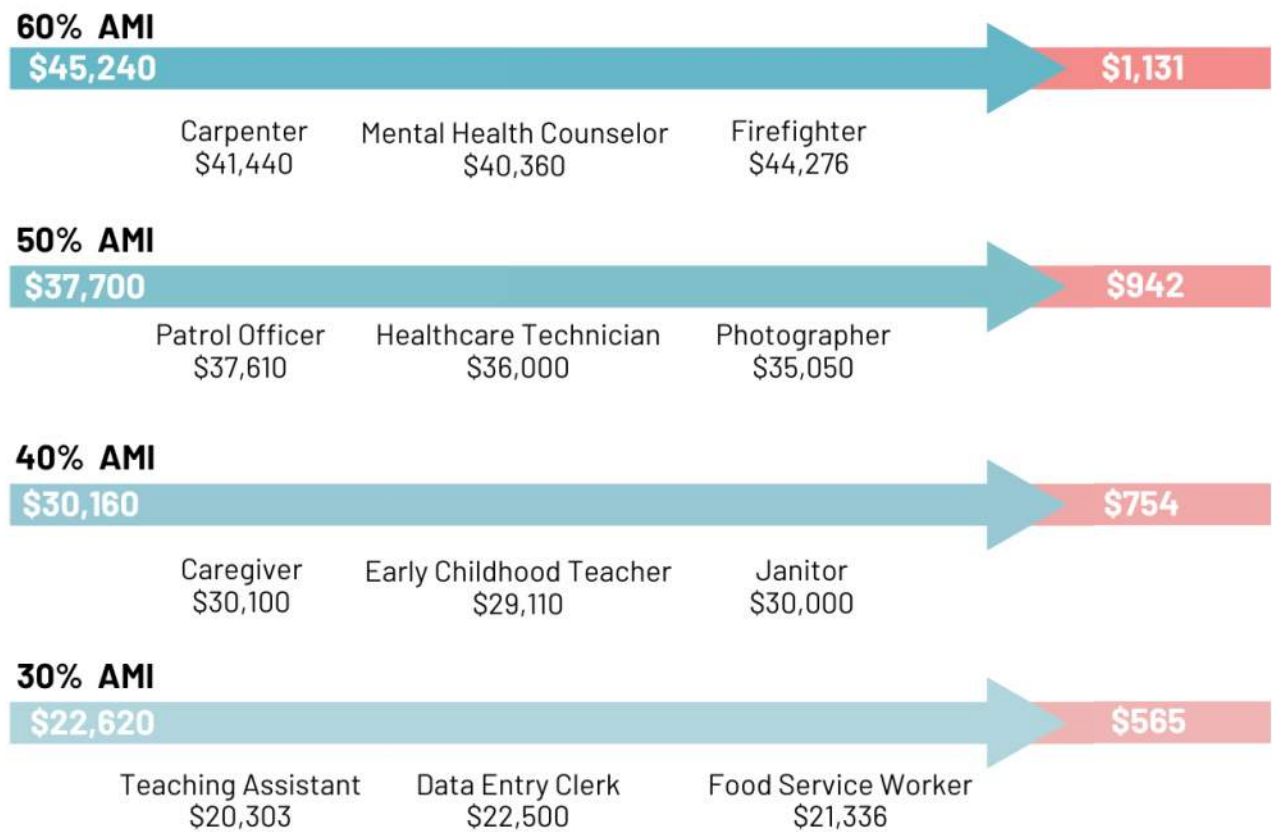 60% AMI
$45,240 $1,131
Carpenter Mental Health Counselor Firefighter
$41,440 $40,360 $44,276
50% AMI
$37,700 $942
Patrol Officer Healthcare Technician Photographer
$37,610 $36,000 $35,050
40% AMI
$30,160 $754
Caregiver Early Childhood Teacher Janitor
$30,100 $29,110 $30,000
30% AMI
$22,620 $565
Teaching Assistant Data Entry Clerk Food Service Worker
$20,303 $22,500 $21,336